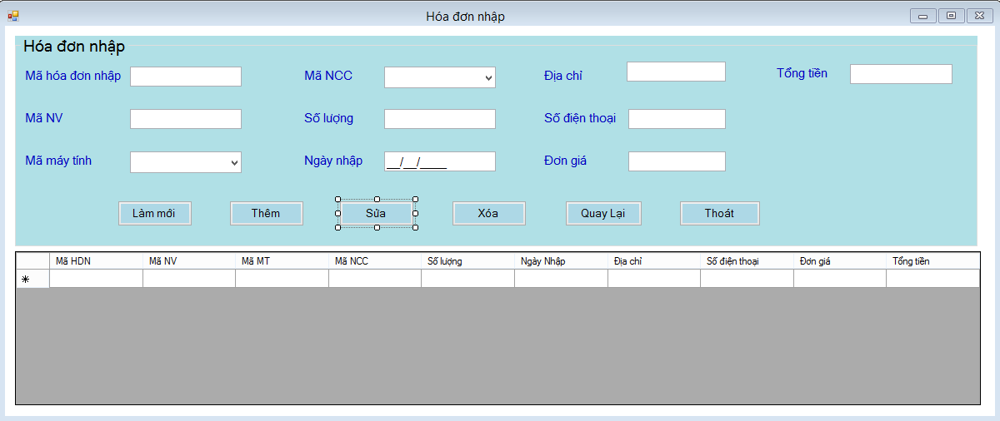 Hóa đơn nhập
Hóa đơn nhập
Mã hóa đơn nhập Mã NCC Địa chỉ Tổng tiền
Mã NV Số lượng Số điện thoại
Mã máy tính Ngày nhập __/__/____ Đơn giá
Làm mới Thêm Sửa Xóa Quay Lại Thoát
Mã HDN Mã NV Mã MT Mã NCC Số lượng Ngày Nhập Địa chỉ Số điện thoại Đơn giá Tổng tiền